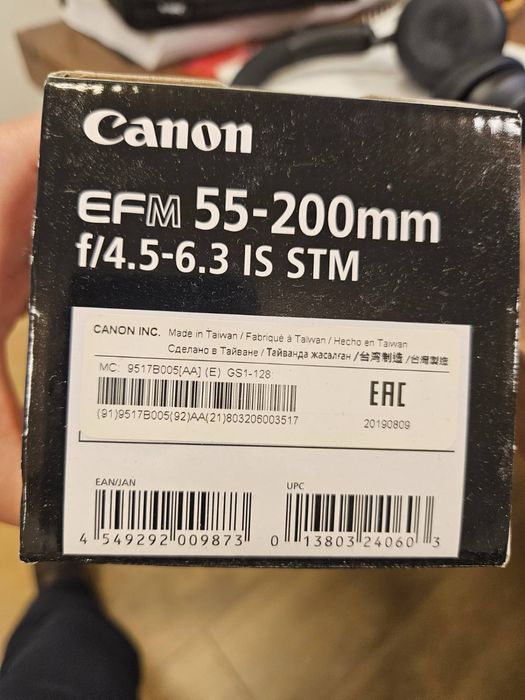 Canon
EFM 55-200mm
f/4.5-6.3 IS STM
CANON INC. Made in Taiwan / Fabriqué à Taiwan / Hecho en Taiwan
Сделано в Тайване / Тайванда жасалған /台灣制造 /台灣製造
MC: 9517B005[AA] (E) GS1-128:
EAC
(91)9517B005(92)AA(21)803206003517
20190809
EAN/JAN
UPC
4 549292 009873
0 13803 24060 3